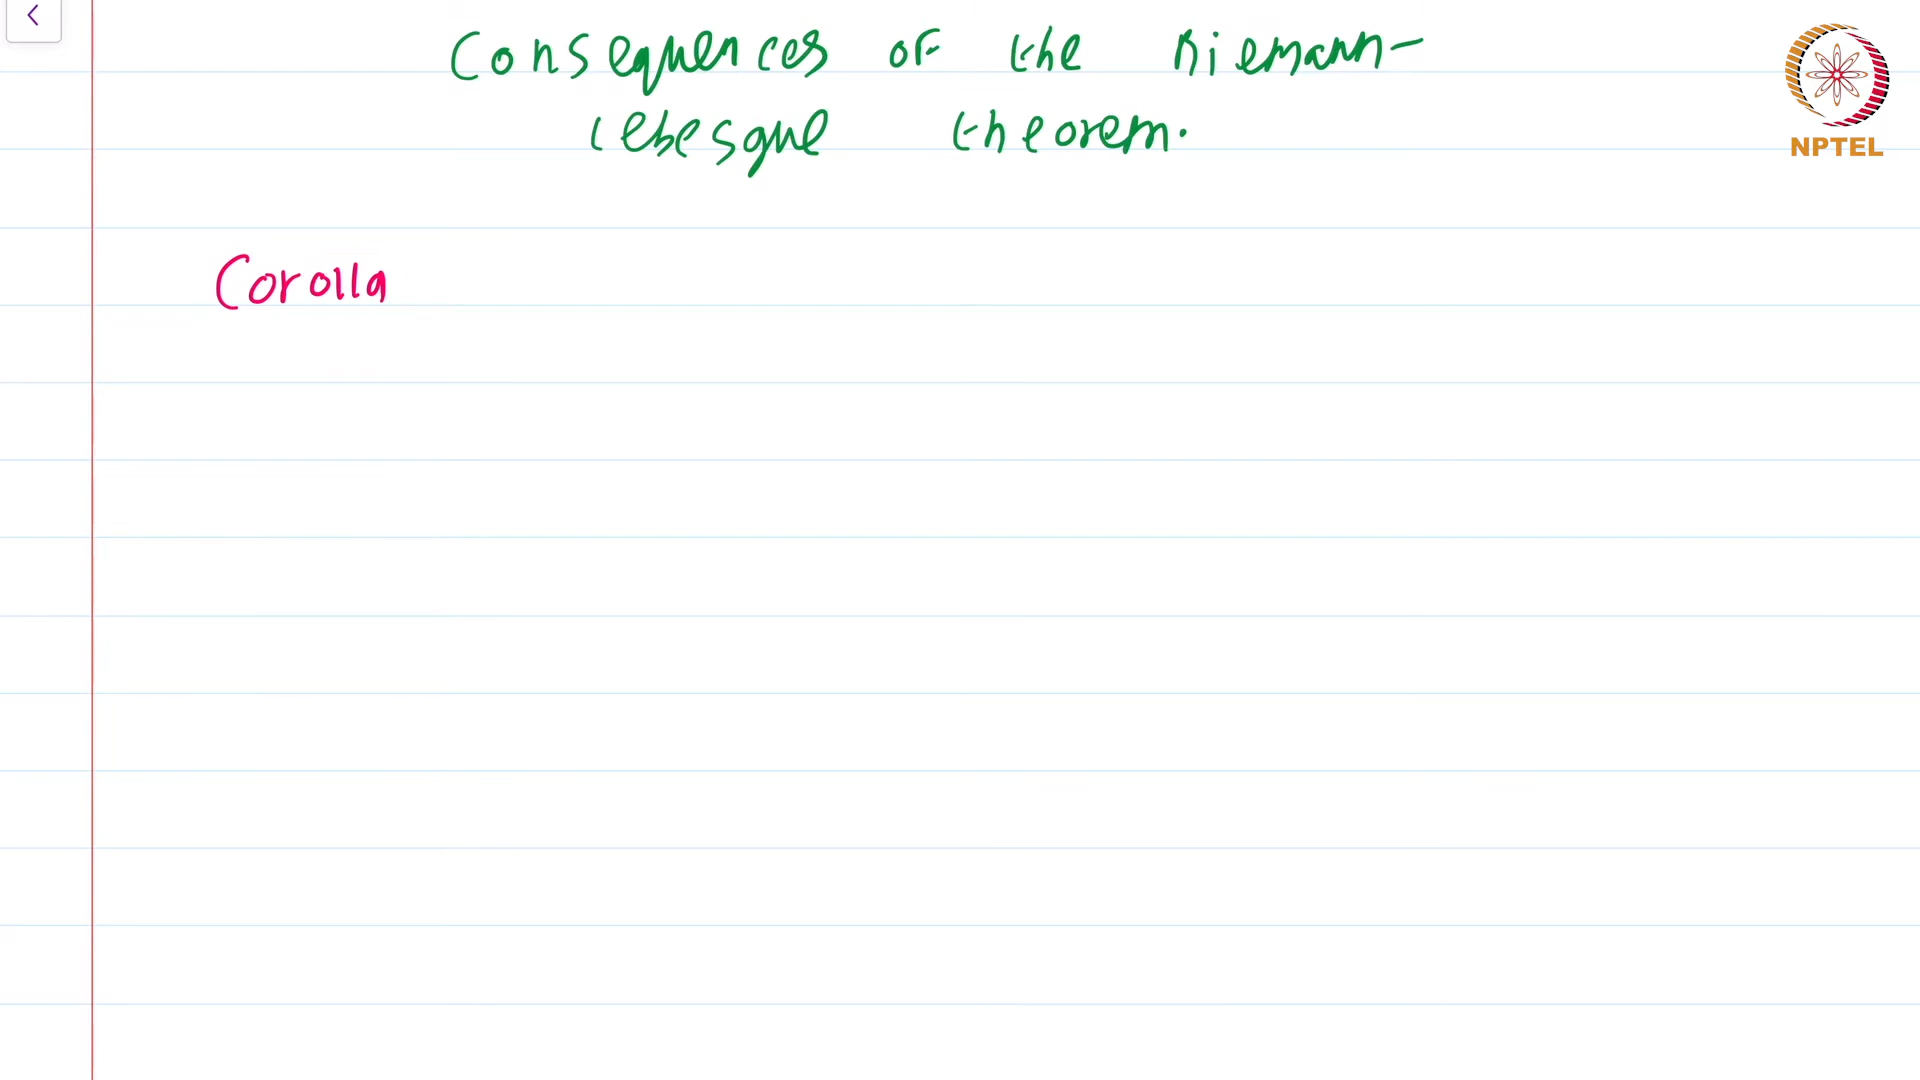 Consequences of the Riemann-
Lebesgue theorem.
NPTEL
Corolla